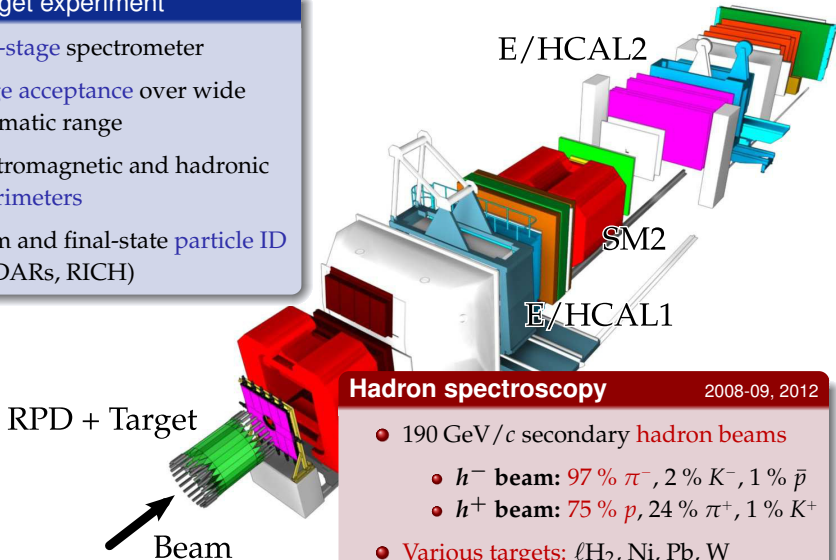 get experiment
-stage spectrometer
acceptance over wide
matic range
tromagnetic and hadronic
rimeters
m and final-state particle ID
DARs, RICH)
E/HCAL2
SM2
E/HCAL1
RPD + Target
Beam
Hadron spectroscopy 2008-09, 2012
190 GeV/c secondary hadron beams
h⁻ beam: 97 % π⁻, 2 % K⁻, 1 % p̄
h⁺ beam: 75 % p, 24 % π⁺, 1 % K⁺
Various targets: ℓH₂, Ni, Pb, W